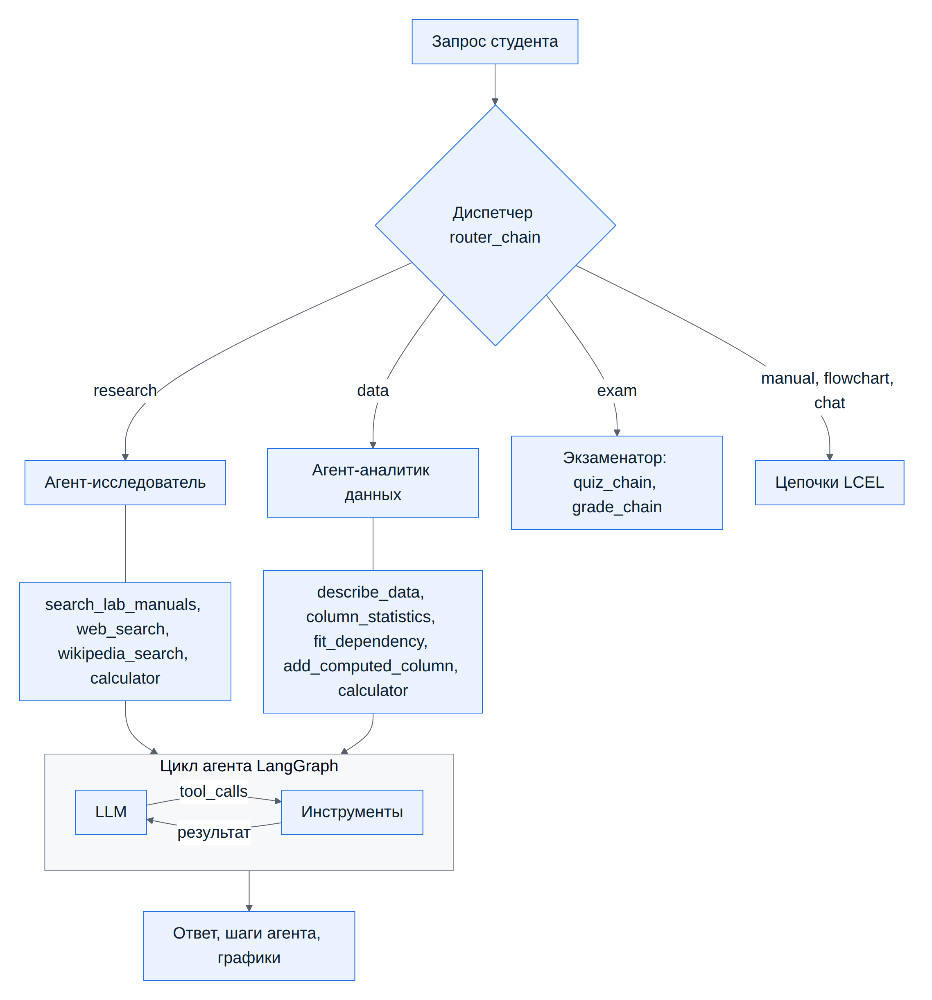 Запрос студента
Диспетчер
router_chain
research
data
exam
manual, flowchart,
chat
Агент-исследователь
Агент-аналитик
данных
Экзаменатор:
quiz_chain,
grade_chain
Цепочки LCEL
search_lab_manuals,
web_search,
wikipedia_search,
calculator
describe_data,
column_statistics,
fit_dependency,
add_computed_column,
calculator
Цикл агента LangGraph
tool_calls
LLM
Инструменты
результат
Ответ, шаги агента,
графики